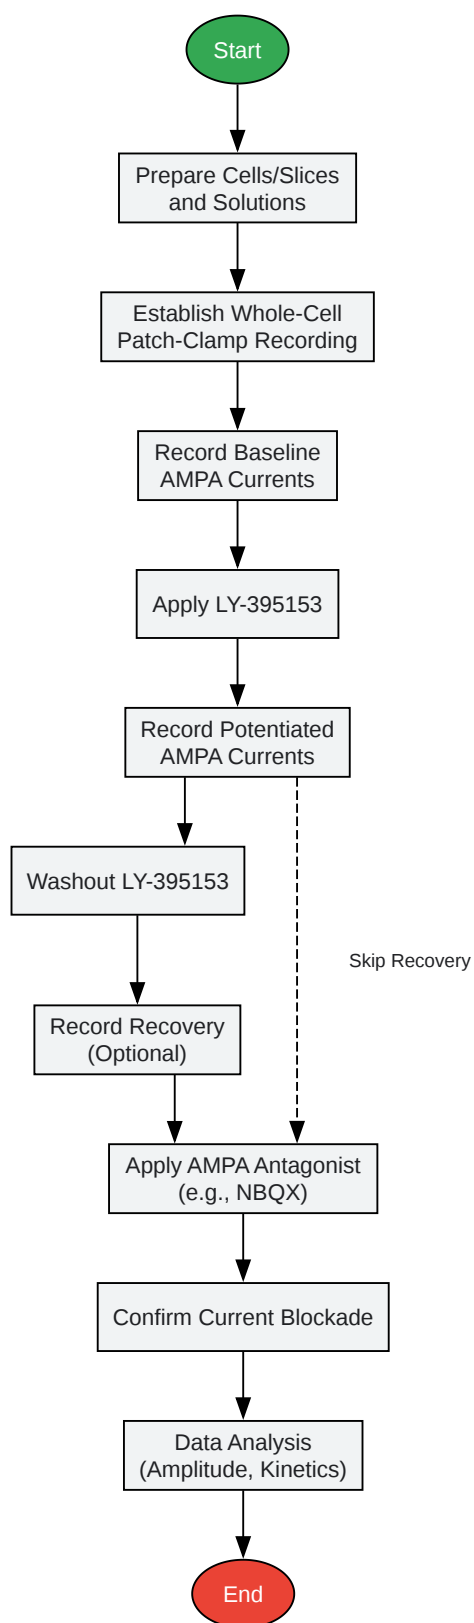 Start
Prepare Cells/Slices
and Solutions
Establish Whole-Cell
Patch-Clamp Recording
Record Baseline
AMPA Currents
Apply LY-395153
Record Potentiated
AMPA Currents
Washout LY-395153
Skip Recovery
Record Recovery
(Optional)
Apply AMPA Antagonist
(e.g., NBQX)
Confirm Current Blockade
Data Analysis
(Amplitude, Kinetics)
End